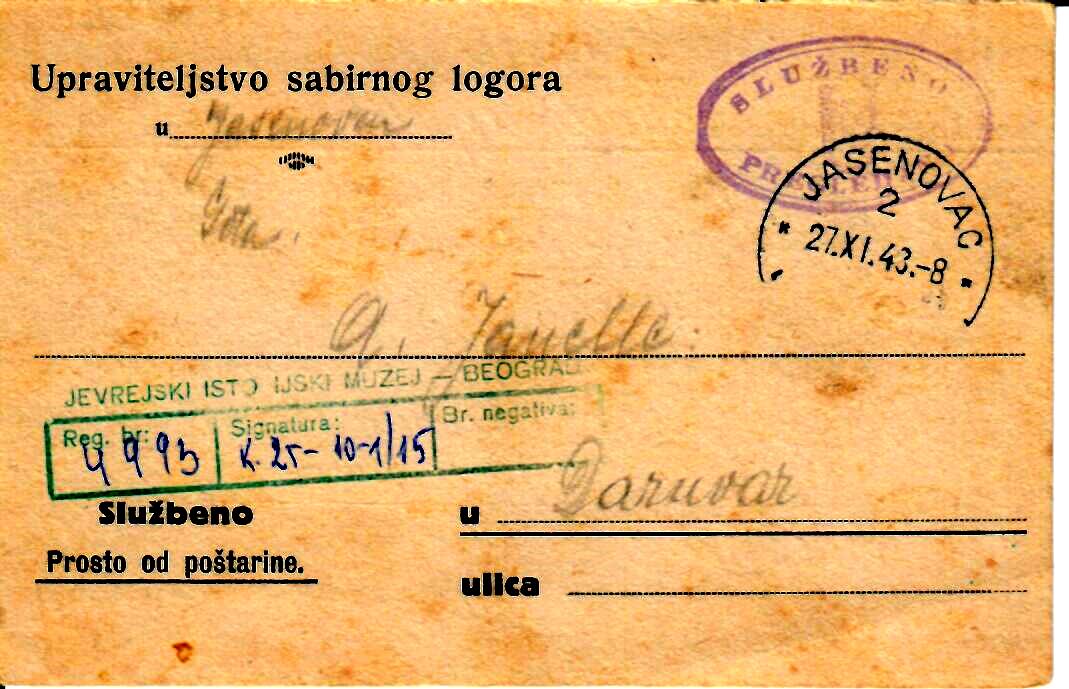 Upraviteljstvo sabirnog logora
u Jasenovac
SLUŽBENO
JASENOVAC
2
27.XI.43.-8
G. Janette
JEVREJSKI ISTO IJSKI MUZEJ - BEOGRAD
Reg. br: Signatura: Br. negativa:
4993 K. 25-10-1/15
Službeno
u Daruvar
Prosto od poštarine.
ulica